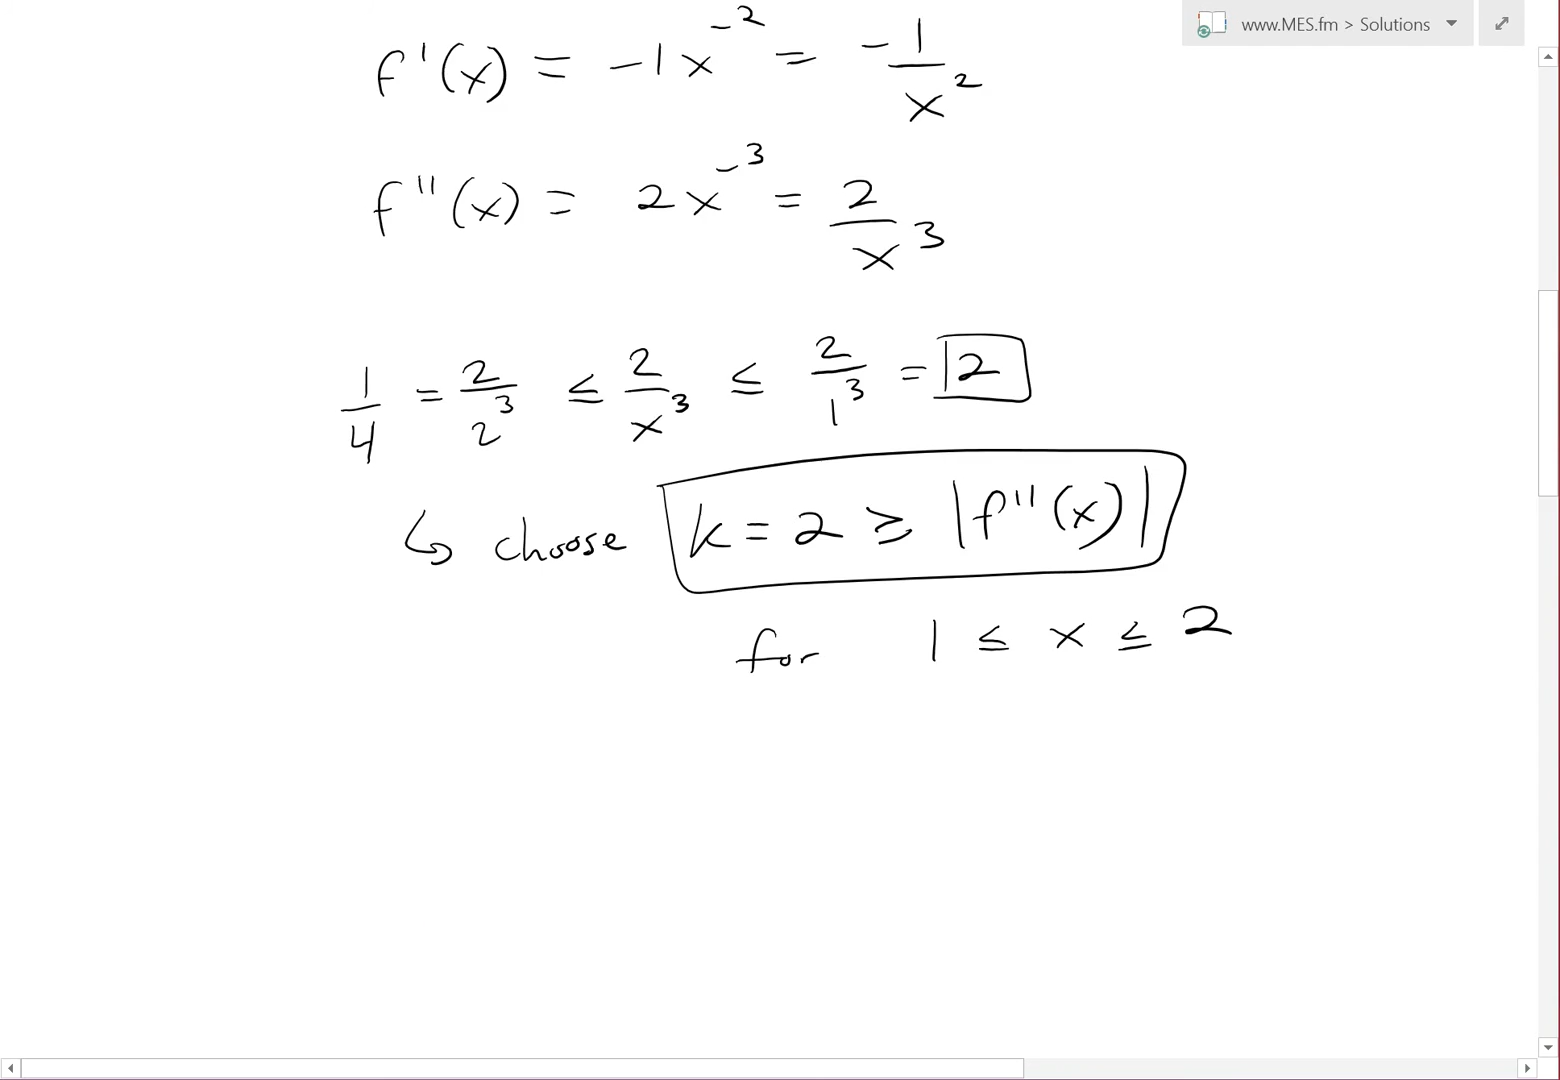 www.MES.fm > Solutions
f'(x) = -1x^-2 = -1/x^2
f''(x) = 2x^-3 = 2/x^3
1/4 = 2/2^3 ≤ 2/x^3 ≤ 2/1^3 = 2
↳ choose k = 2 ≥ |f''(x)|
for 1 ≤ x ≤ 2